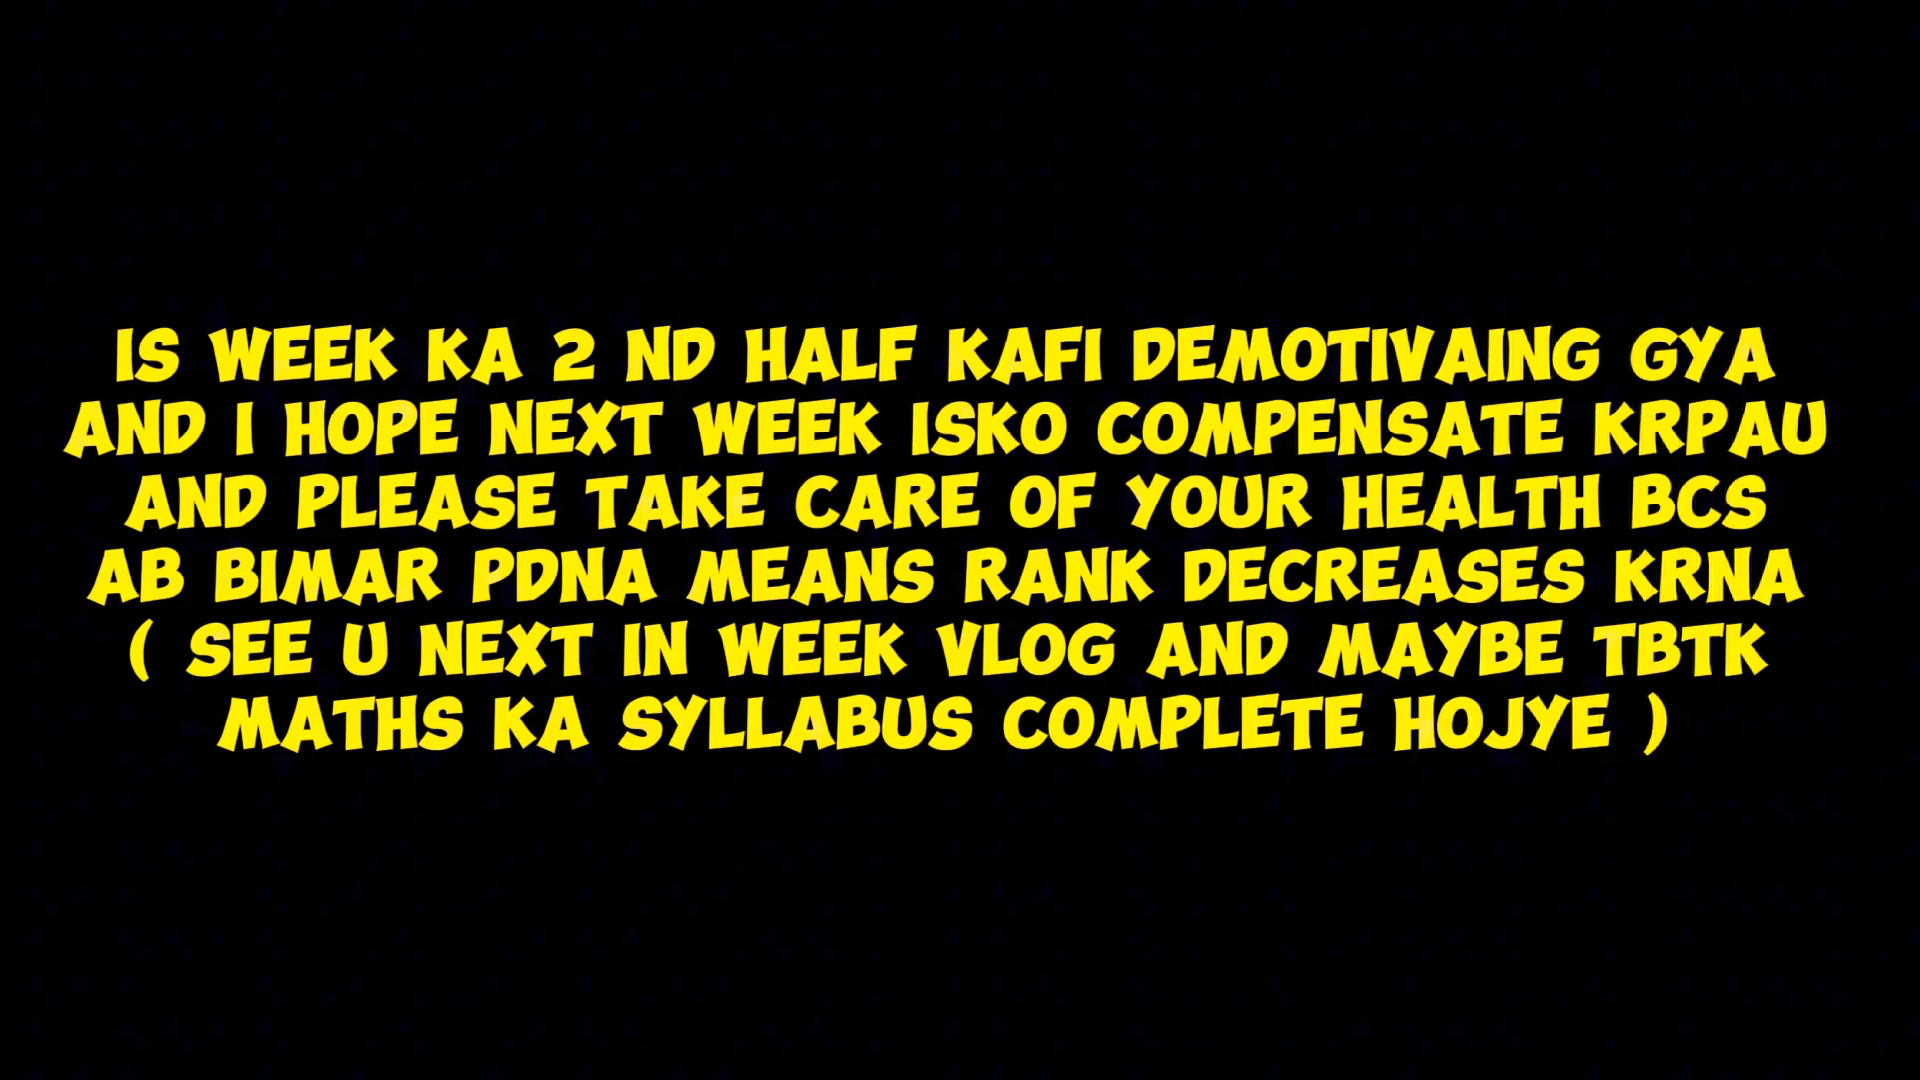 IS WEEK KA 2 ND HALF KAFI DEMOTIVAING GYA
AND I HOPE NEXT WEEK ISKO COMPENSATE KRPAU
AND PLEASE TAKE CARE OF YOUR HEALTH BCS
AB BIMAR PDNA MEANS RANK DECREASES KRNA
( SEE U NEXT IN WEEK VLOG AND MAYBE TBTK
MATHS KA SYLLABUS COMPLETE HOJYE )